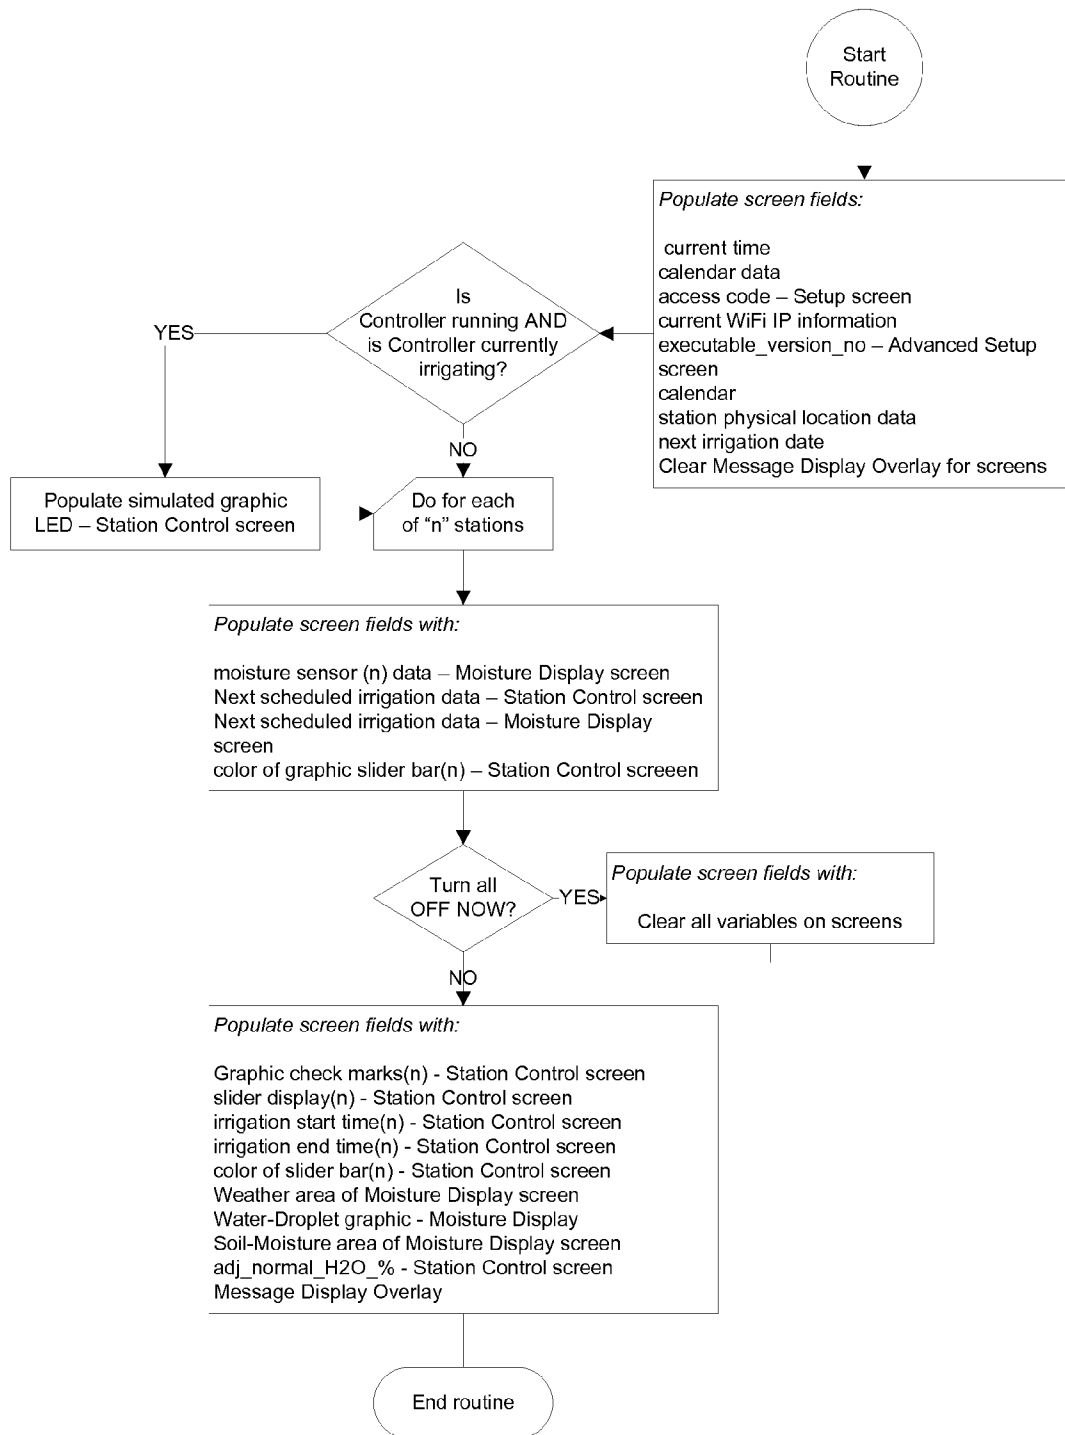 Start
Routine
Populate screen fields:
current time
calendar data
access code – Setup screen
current WiFi IP information
executable_version_no – Advanced Setup
screen
calendar
station physical location data
next irrigation date
Clear Message Display Overlay for screens
Is
Controller running AND
is Controller currently
irrigating?
YES
NO
Populate simulated graphic
LED – Station Control screen
Do for each
of “n” stations
Populate screen fields with:
moisture sensor (n) data – Moisture Display screen
Next scheduled irrigation data – Station Control screen
Next scheduled irrigation data – Moisture Display
screen
color of graphic slider bar(n) – Station Control screeen
Turn all
OFF NOW?
YES
Populate screen fields with:
Clear all variables on screens
NO
Populate screen fields with:
Graphic check marks(n) - Station Control screen
slider display(n) - Station Control screen
irrigation start time(n) - Station Control screen
irrigation end time(n) - Station Control screen
color of slider bar(n) - Station Control screen
Weather area of Moisture Display screen
Water-Droplet graphic - Moisture Display
Soil-Moisture area of Moisture Display screen
adj_normal_H2O_% - Station Control screen
Message Display Overlay
End routine